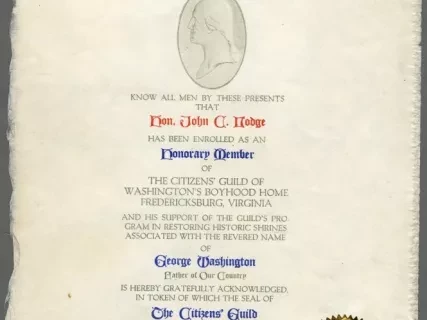 KNOW ALL MEN BY THESE PRESENTS
THAT
Hon. John C. Hodge
HAS BEEN ENROLLED AS AN
Honorary Member
OF
THE CITIZENS' GUILD OF
WASHINGTON'S BOYHOOD HOME
FREDERICKSBURG, VIRGINIA
AND HIS SUPPORT OF THE GUILD'S PRO-
GRAM IN RESTORING HISTORIC SHRINES
ASSOCIATED WITH THE REVERED NAME
OF
George Washington
Father of Our Country
IS HEREBY GRATEFULLY ACKNOWLEDGED,
IN TOKEN OF WHICH THE SEAL OF
The Citizens' Guild